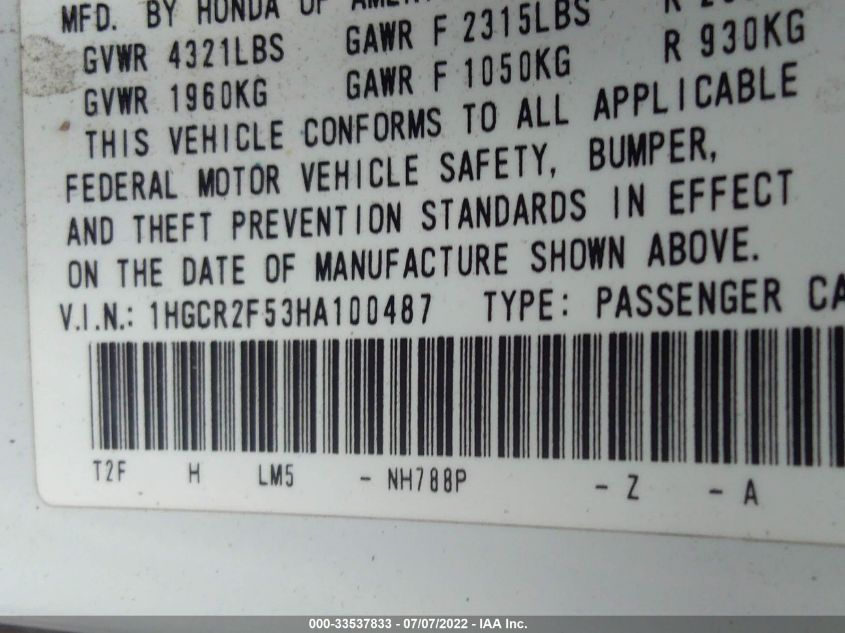 MFD. BY HONDA OF
GVWR 4321LBS GAWR F 2315LBS R
GVWR 1960KG GAWR F 1050KG R 930KG
THIS VEHICLE CONFORMS TO ALL APPLICABLE
FEDERAL MOTOR VEHICLE SAFETY, BUMPER,
AND THEFT PREVENTION STANDARDS IN EFFECT
ON THE DATE OF MANUFACTURE SHOWN ABOVE.
V.I.N.: 1HGCR2F53HA100487 TYPE: PASSENGER CA
T2F H LM5 - NH788P - Z - A
000-33537833 - 07/07/2022 - IAA Inc.